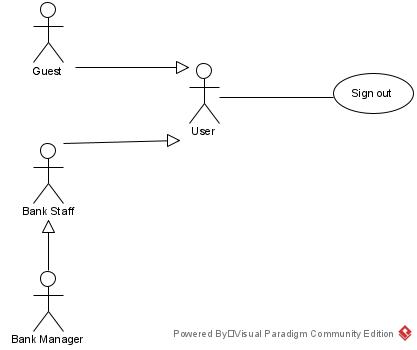 Guest
Sign out
User
Bank Staff
Bank Manager
Powered By□Visual Paradigm Community Edition